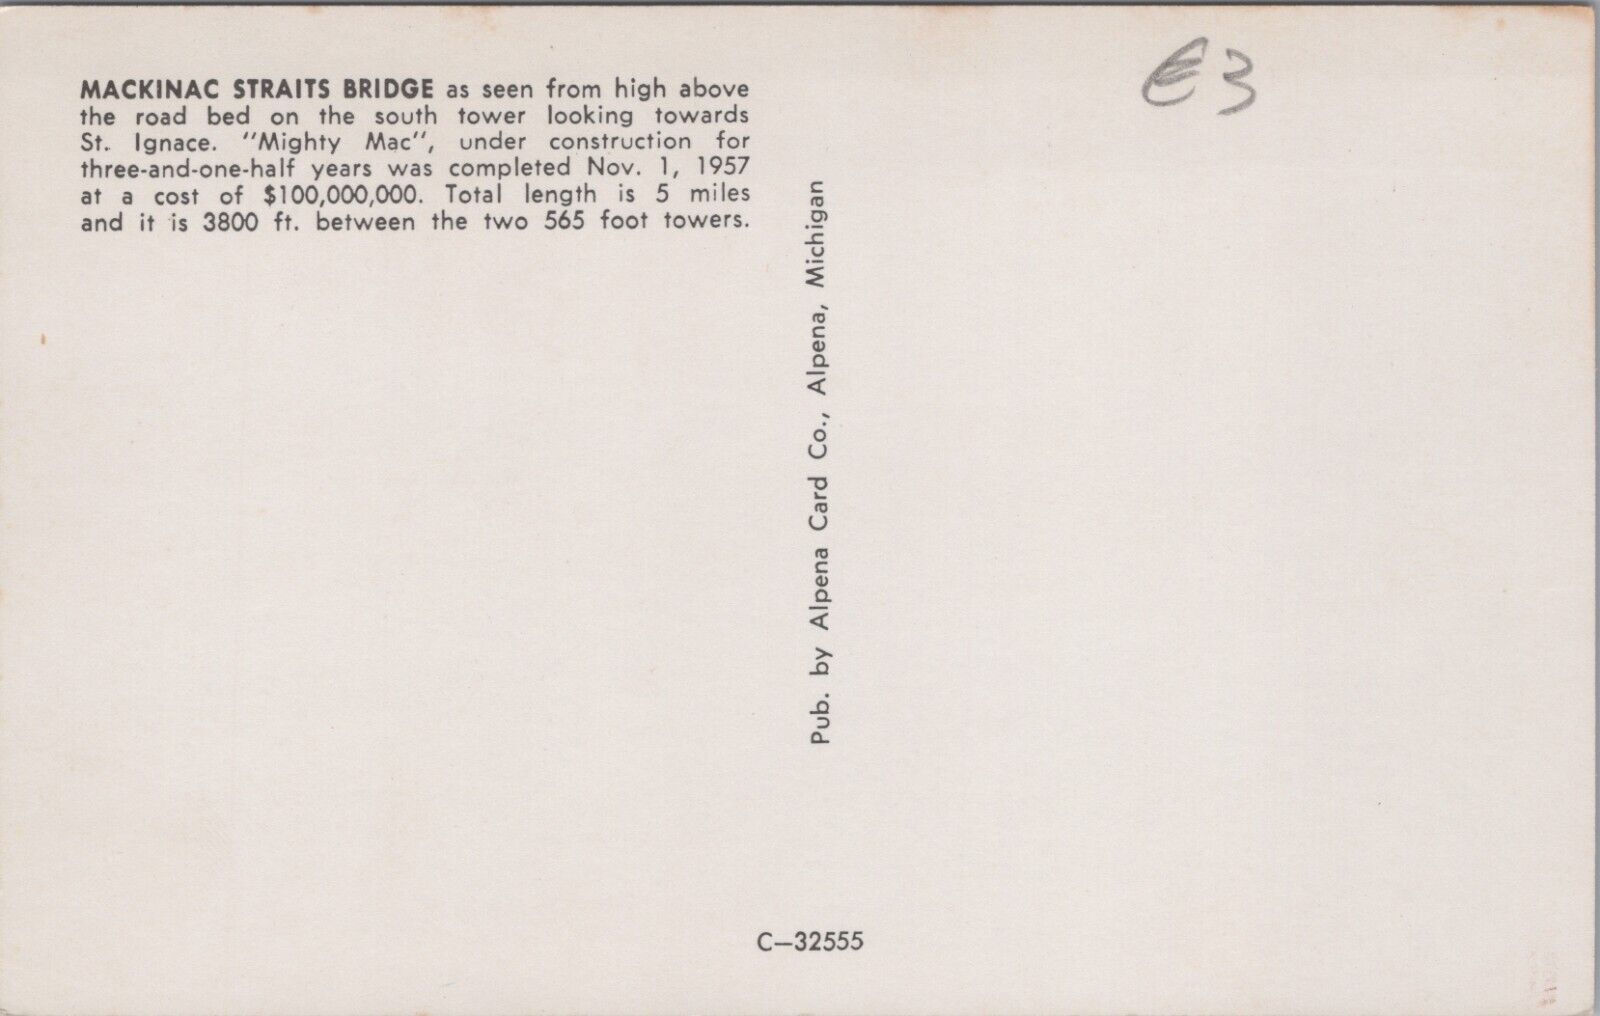 MACKINAC STRAITS BRIDGE as seen from high above
the road bed on the south tower looking towards
St. Ignace. "Mighty Mac", under construction for
three-and-one-half years was completed Nov. 1, 1957
at a cost of $100,000,000. Total length is 5 miles
and it is 3800 ft. between the two 565 foot towers.
Pub. by Alpena Card Co., Alpena, Michigan
€3
C—32555